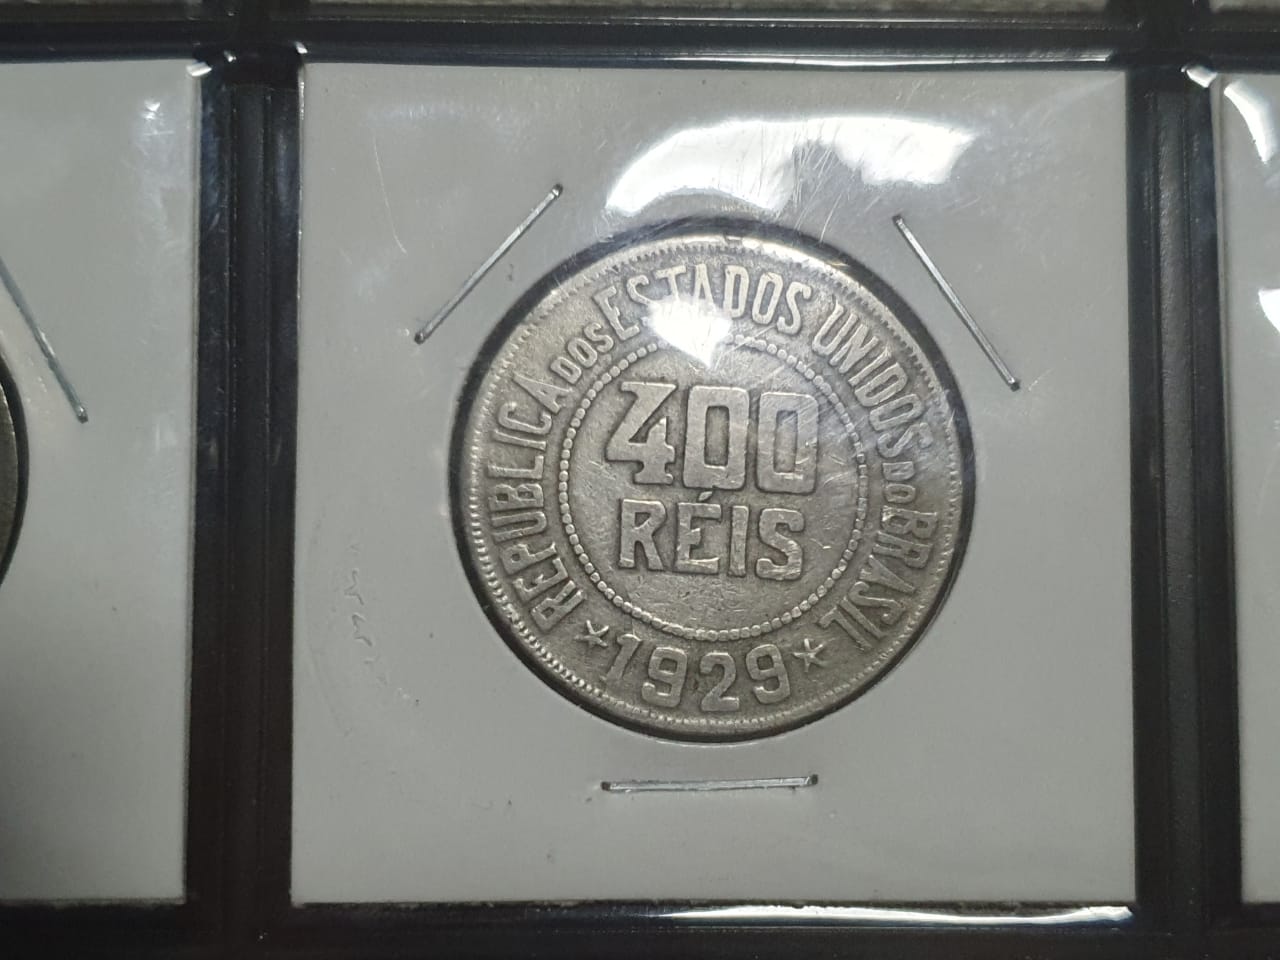 REPUBLICA DOS ESTADOS UNIDOS DO BRASIL
400
RÉIS
★ 1929 ★